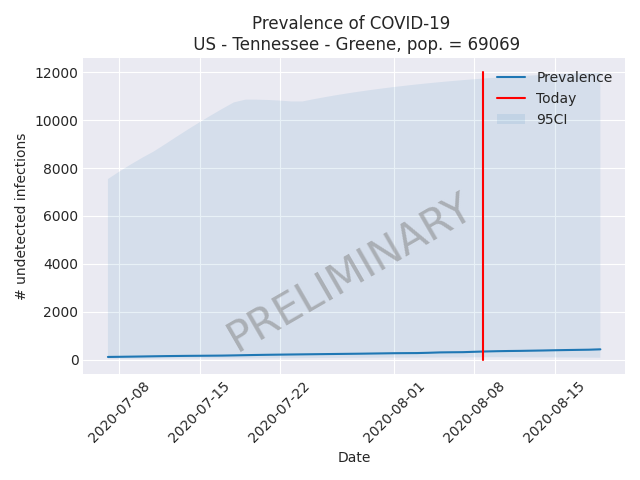 Prevalence of COVID-19
US - Tennessee - Greene, pop. = 69069
12000
10000
8000
6000
4000
2000
0
# undetected infections
Prevalence
Today
95CI
PRELIMINARY
2020-07-08
2020-07-15
2020-07-22
2020-08-01
2020-08-08
2020-08-15
Date